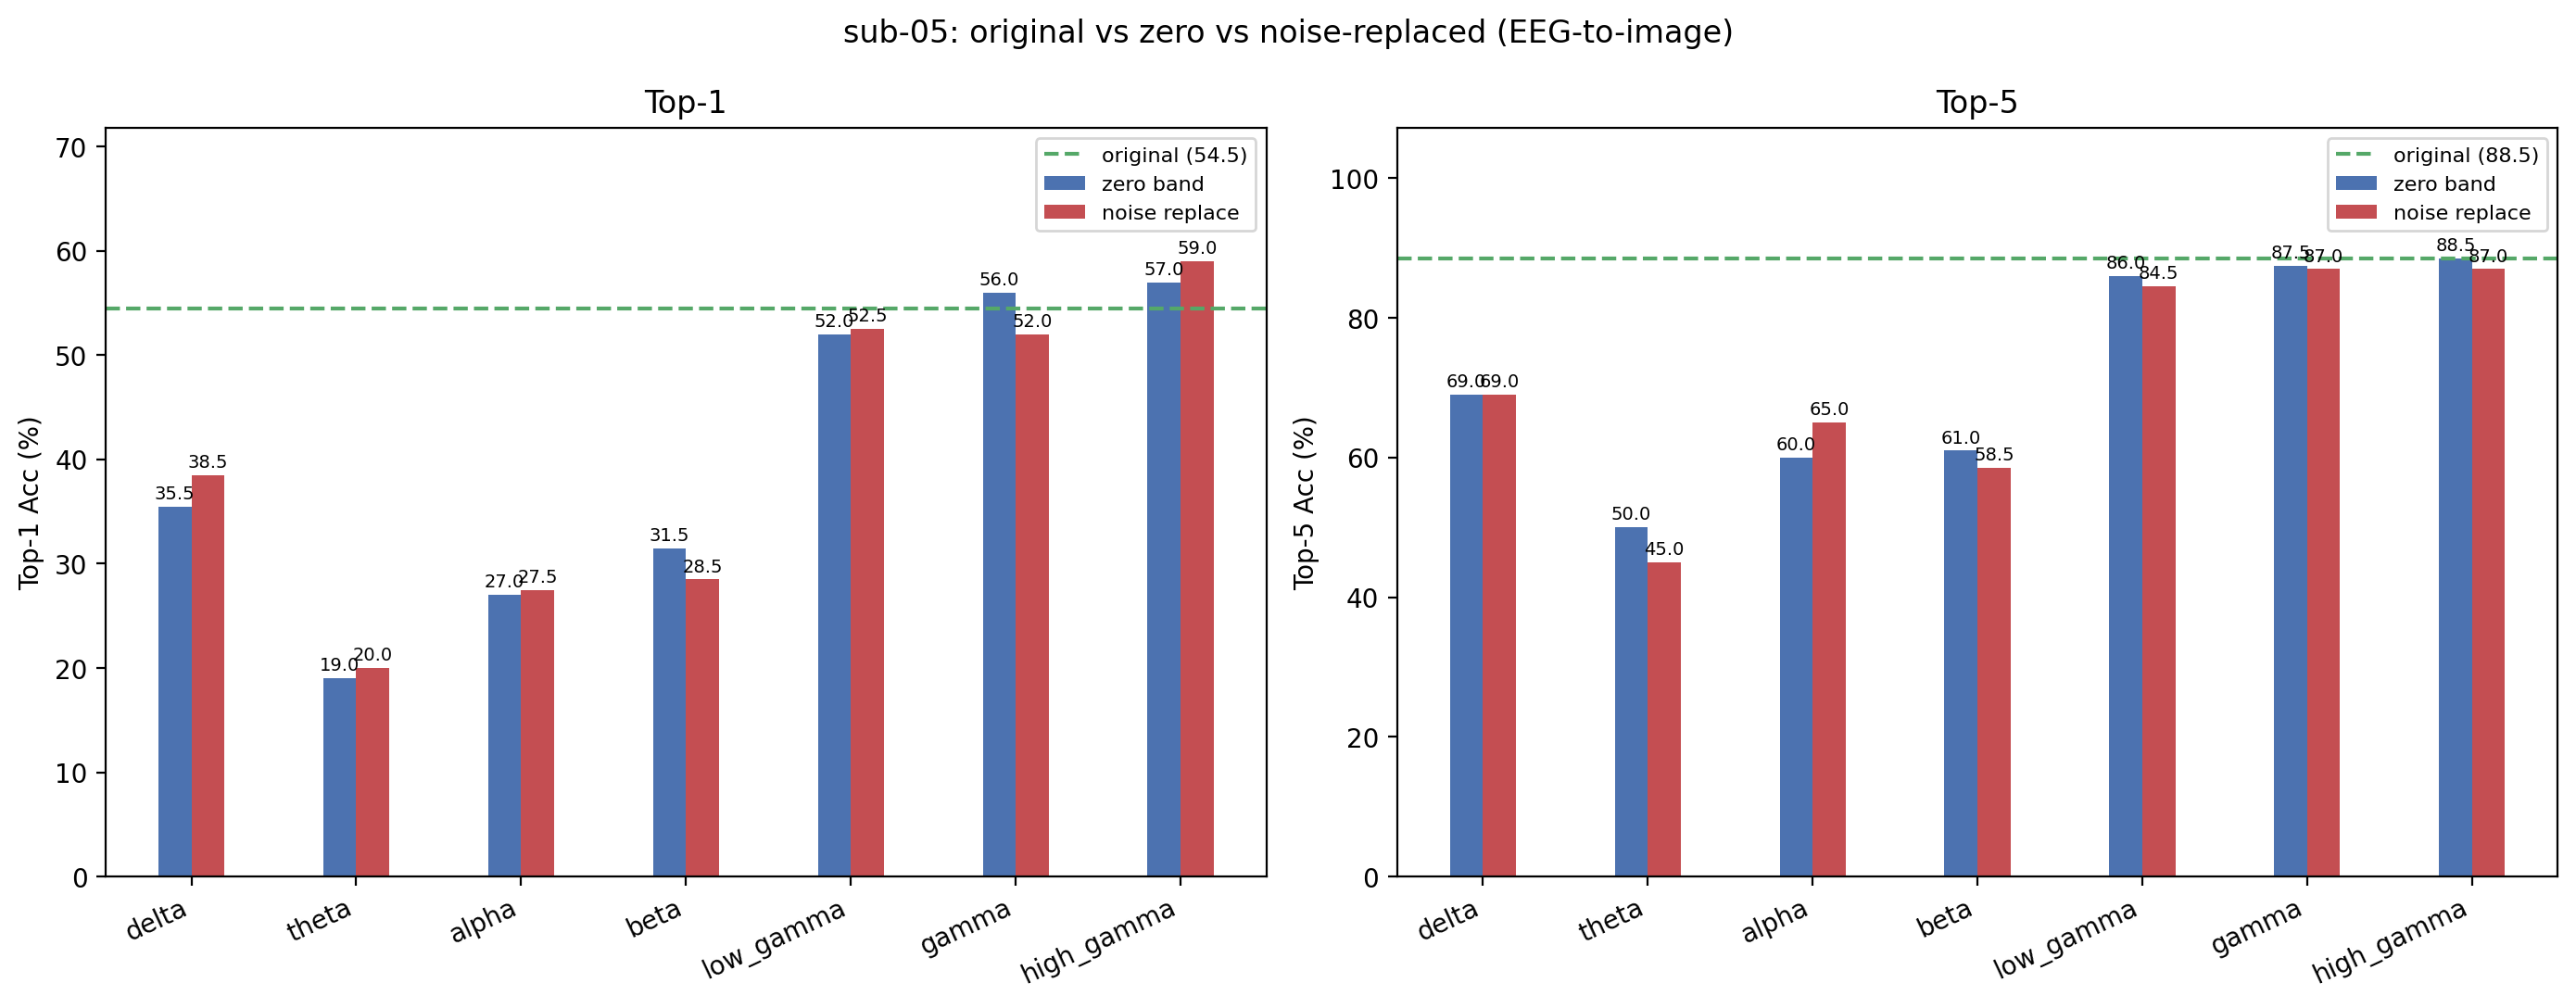 sub-05: original vs zero vs noise-replaced (EEG-to-image)
Top-1
Top-1 Acc (%)
70
60
50
40
30
20
10
0
original (54.5)
zero band
noise replace
35.5
38.5
19.0
20.0
27.0
27.5
31.5
28.5
52.0
52.5
56.0
52.0
57.0
59.0
delta
theta
alpha
beta
low_gamma
gamma
high_gamma
Top-5
Top-5 Acc (%)
100
80
60
40
20
0
original (88.5)
zero band
noise replace
69.0
69.0
50.0
45.0
60.0
65.0
61.0
58.5
86.0
84.5
87.5
87.0
88.5
87.0
delta
theta
alpha
beta
low_gamma
gamma
high_gamma